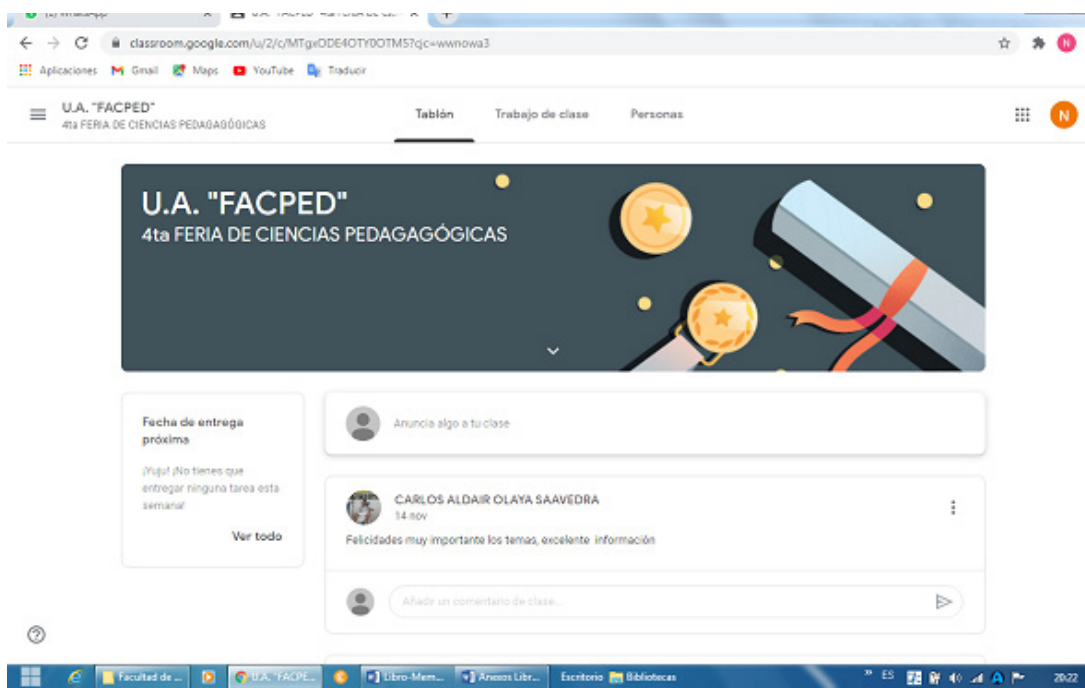 (2) WhatsApp
classroom.google.com/u/2/c/MTgxODE4OTY0OTM5?cjc=wwnowa3
N
Aplicaciones Gmail Maps YouTube Traducir
U.A. "FACPED"
4ta FERIA DE CIENCIAS PEDAGAGÓGICAS
Tablón Trabajo de clase Personas
N
U.A. "FACPED"
4ta FERIA DE CIENCIAS PEDAGAGÓGICAS
Fecha de entrega
próxima
¡Yuju! ¡No tienes que
entregar ninguna tarea esta
semana!
Ver todo
Anuncia algo a tu clase
CARLOS ALDAIR OLAYA SAAVEDRA
14 nov
Felicidades muy importante los temas, excelente información
Añadir un comentario de clase...
Facultad de ... U.A. "FACPE... Libro-Mem... Anexos Libr... Escritorio Bibliotecas ES 20:22